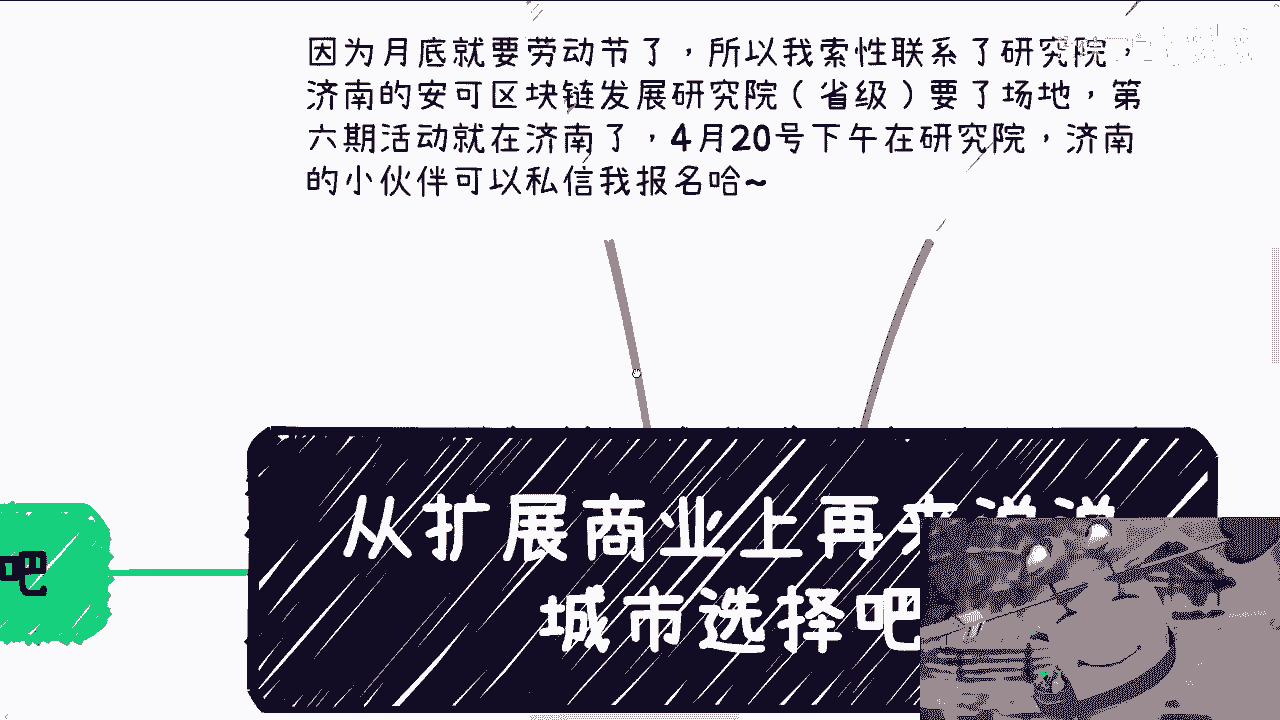 因为月底就要劳动节了，所以我索性联系了研究院，
济南的安可区块链发展研究院（省级）要了场地，第
六期活动就在济南了，4月20号下午在研究院，济南
的小伙伴可以私信我报名哈~
从扩展商业上再来说说
城市选择吧
吧